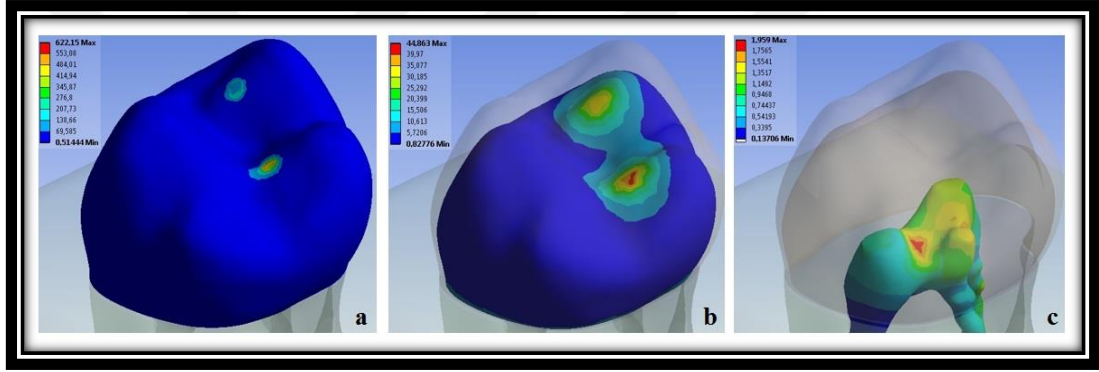 622,15 Max
553,08
484,01
414,94
345,87
276,8
207,73
138,66
69,585
0,51444 Min
a
44,863 Max
39,97
35,077
30,185
25,292
20,399
15,506
10,613
5,7206
0,82776 Min
b
1,959 Max
1,7565
1,5541
1,3517
1,1492
0,9468
0,74437
0,54193
0,3395
0,13706 Min
c